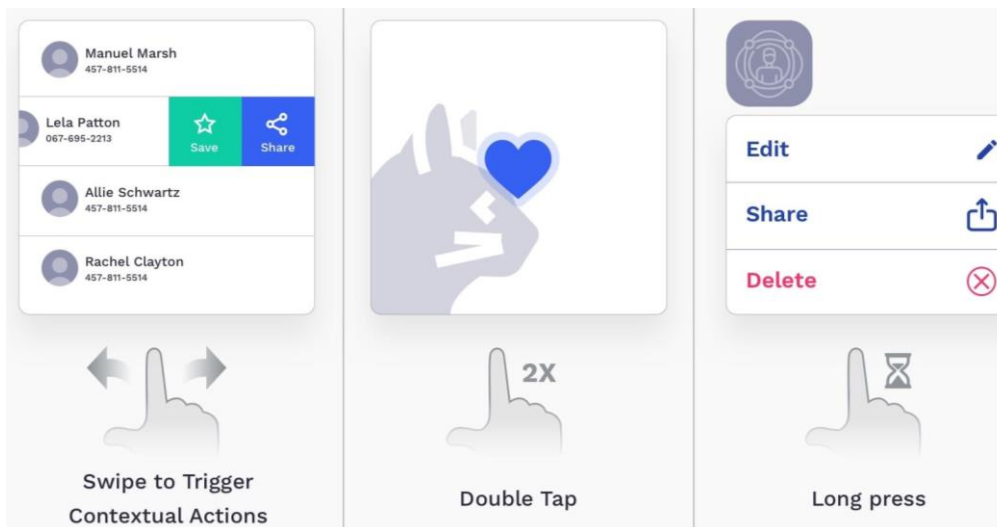 Manuel Marsh
457-811-5514
Lela Patton
067-695-2213
Save
Share
Allie Schwartz
457-811-5514
Rachel Clayton
457-811-5514
Swipe to Trigger
Contextual Actions
2X
Double Tap
Edit
Share
Delete
Long press